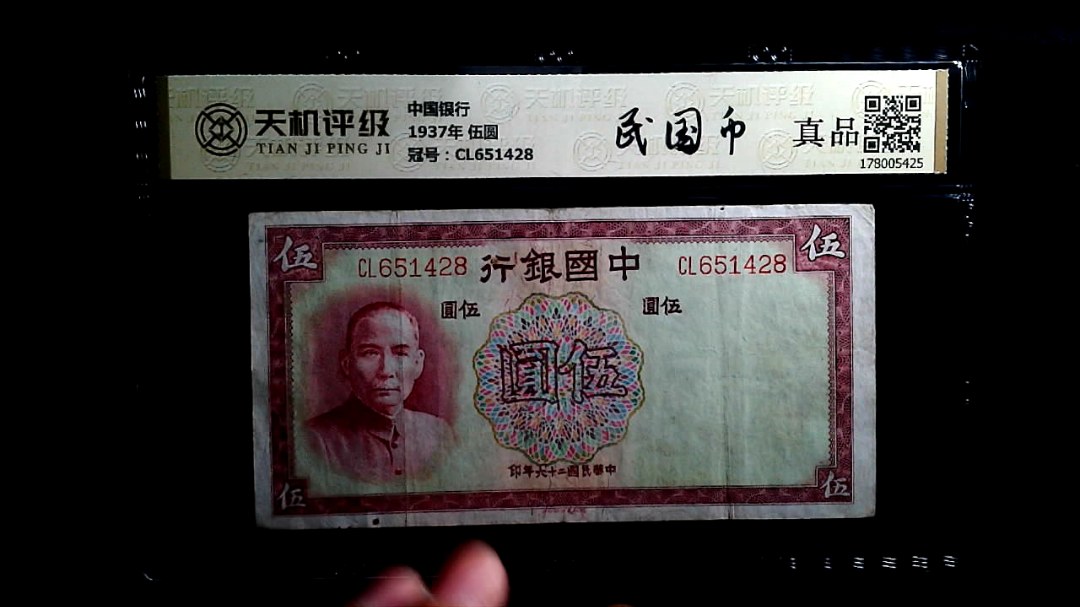 天机评级
TIAN JI PING JI
中国银行
1937年 伍圆
冠号：CL651428
民国币
真品
178005425
伍
伍
CL651428
行銀國中
CL651428
圓伍
圓伍
圓伍
印年六十二國民華中
伍
伍